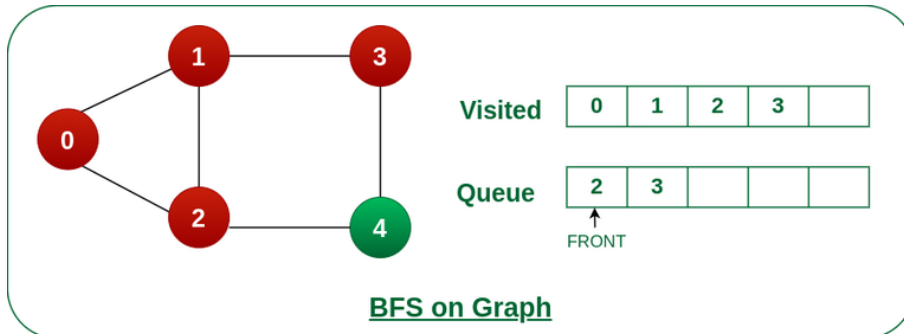 1 3
0
2
4
Visited 0 1 2 3
Queue 2 3
FRONT
BFS on Graph